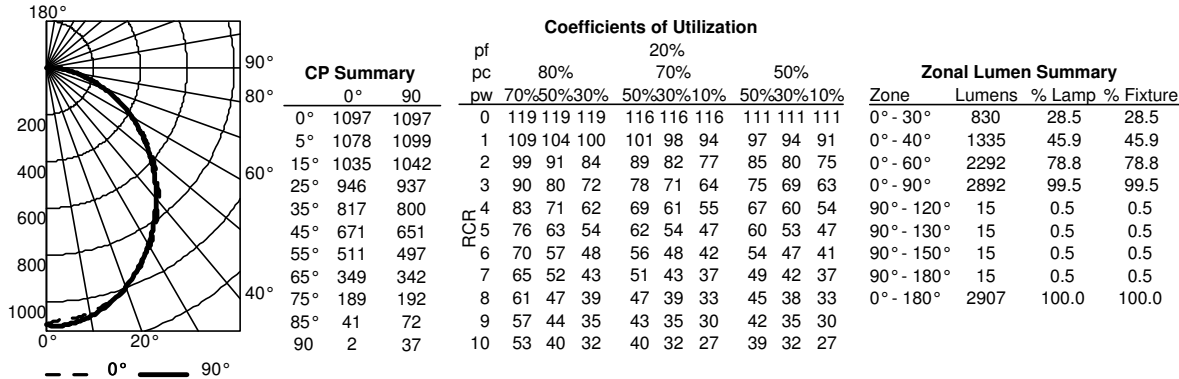 180°
90°
80°
60°
40°
20°
0°
200
400
600
800
1000
0° 90°
CP Summary
0° 90
0° 1097 1097
5° 1078 1099
15° 1035 1042
25° 946 937
35° 817 800
45° 671 651
55° 511 497
65° 349 342
75° 189 192
85° 41 72
90 2 37
Coefficients of Utilization
pf 20%
pc 80% 70% 50%
pw 70%50%30% 50%30%10% 50%30%10%
RCR
0 119 119 119 116 116 116 111 111 111
1 109 104 100 101 98 94 97 94 91
2 99 91 84 89 82 77 85 80 75
3 90 80 72 78 71 64 75 69 63
4 83 71 62 69 61 55 67 60 54
5 76 63 54 62 54 47 60 53 47
6 70 57 48 56 48 42 54 47 41
7 65 52 43 51 43 37 49 42 37
8 61 47 39 47 39 33 45 38 33
9 57 44 35 43 35 30 42 35 30
10 53 40 32 40 32 27 39 32 27
Zonal Lumen Summary
Zone Lumens % Lamp % Fixture
0° - 30° 830 28.5 28.5
0° - 40° 1335 45.9 45.9
0° - 60° 2292 78.8 78.8
0° - 90° 2892 99.5 99.5
90° - 120° 15 0.5 0.5
90° - 130° 15 0.5 0.5
90° - 150° 15 0.5 0.5
90° - 180° 15 0.5 0.5
0° - 180° 2907 100.0 100.0